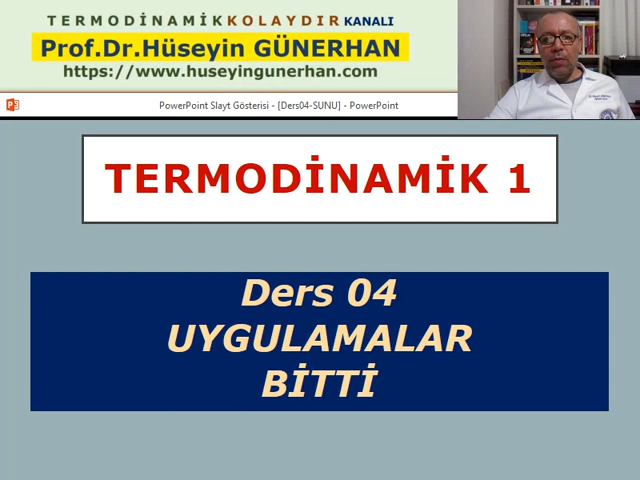 TERMODİNAMİKKOLAYDIR KANALI
Prof.Dr.Hüseyin GÜNERHAN
https://www.huseyingunerhan.com
PowerPoint Slayt Gösterisi - [Ders04-SUNU] - PowerPoint
TERMODİNAMİK 1
Ders 04
UYGULAMALAR
BİTTİ